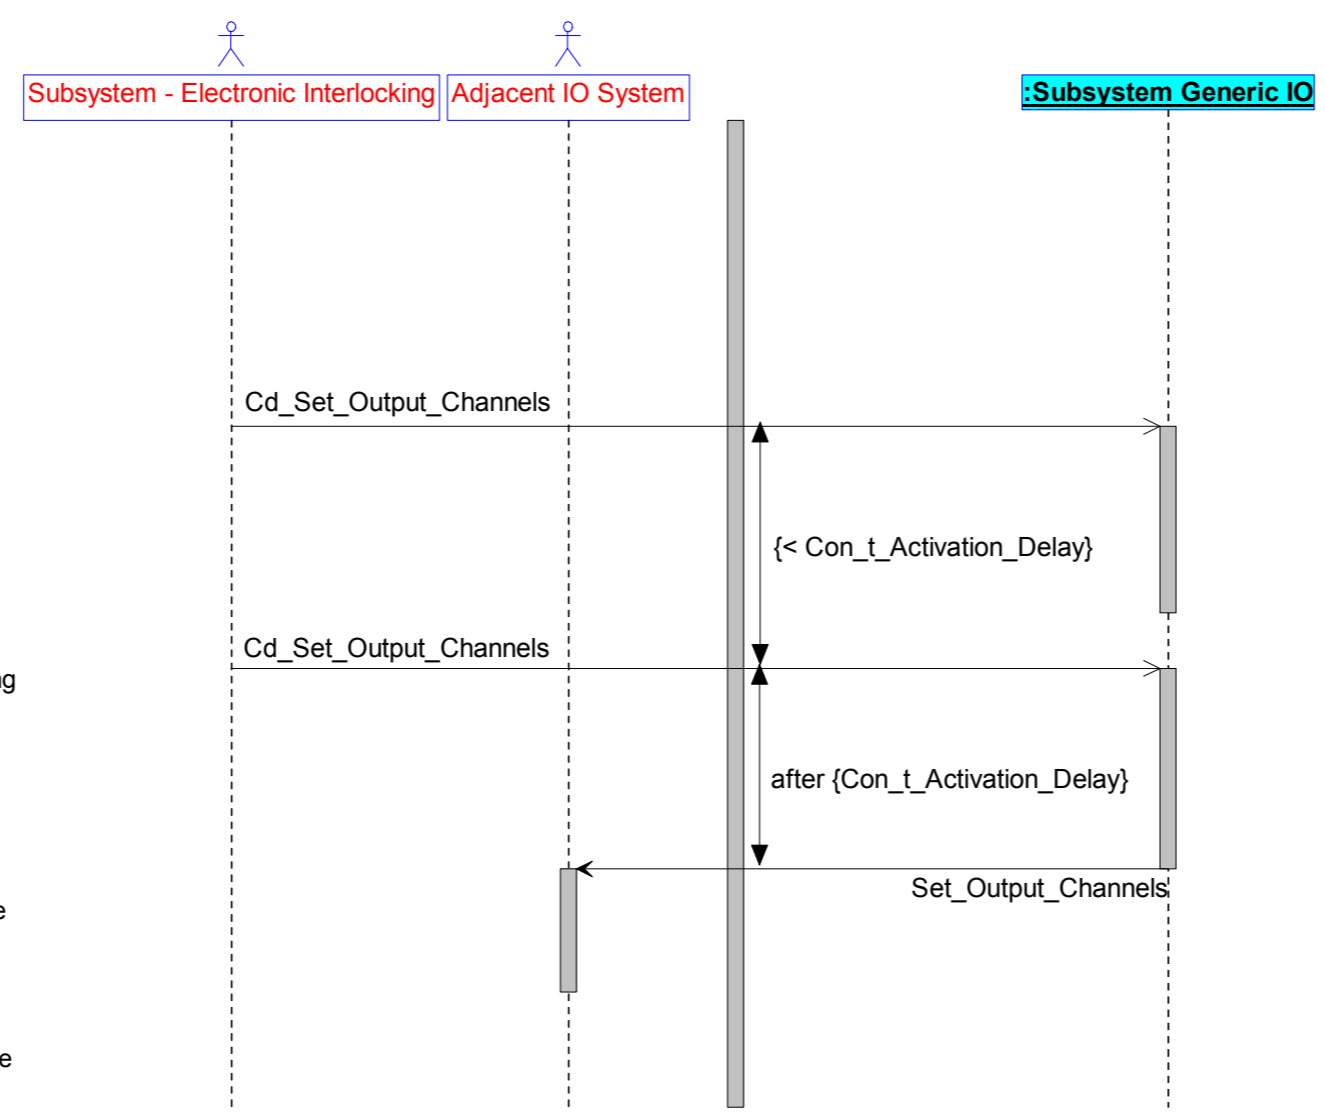 Subsystem - Electronic Interlocking
Adjacent IO System
:Subsystem Generic IO
Cd_Set_Output_Channels
{< Con_t_Activation_Delay}
Cd_Set_Output_Channels
after {Con_t_Activation_Delay}
Set_Output_Channels